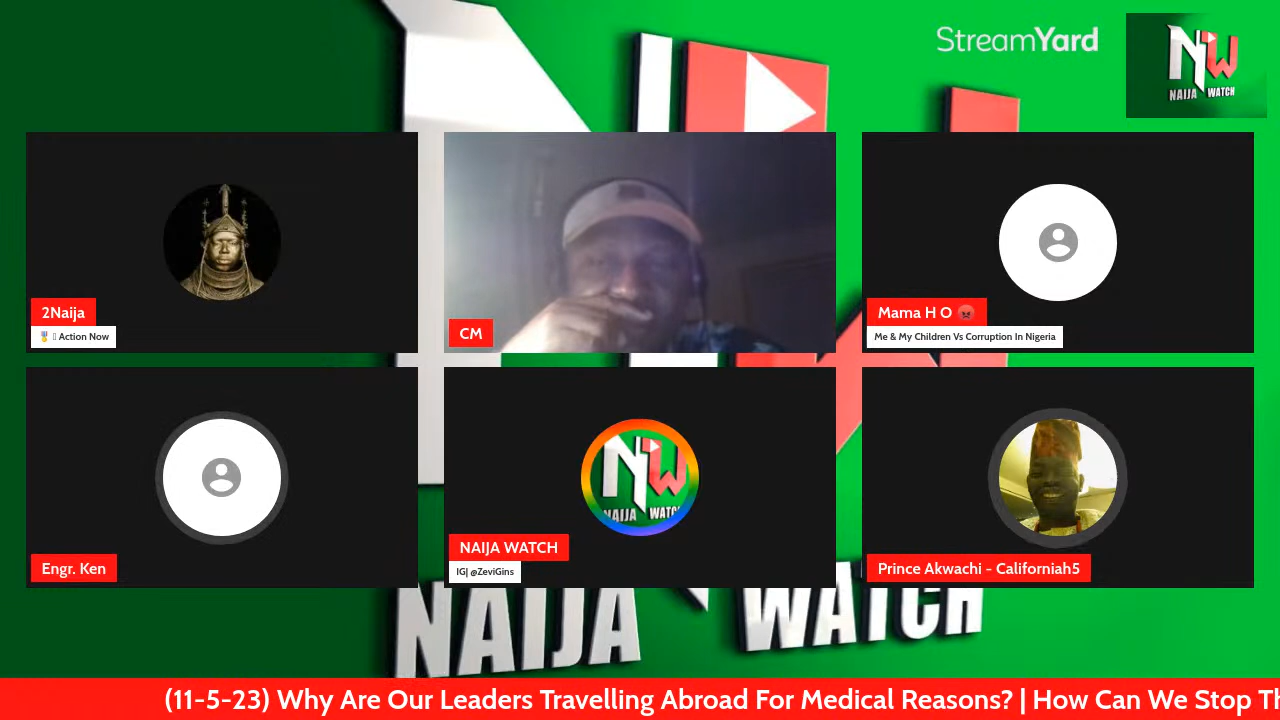 StreamYard
NW
NAIJA WATCH
2Naija
Action Now
CM
Mama H O 😡
Me & My Children Vs Corruption In Nigeria
Engr. Ken
NW
NAIJA WATCH
NAIJA WATCH
IG| @ZeviGins
Prince Akwachi - Californiah5
NAIJA WATCH
(11-5-23) Why Are Our Leaders Travelling Abroad For Medical Reasons? | How Can We Stop